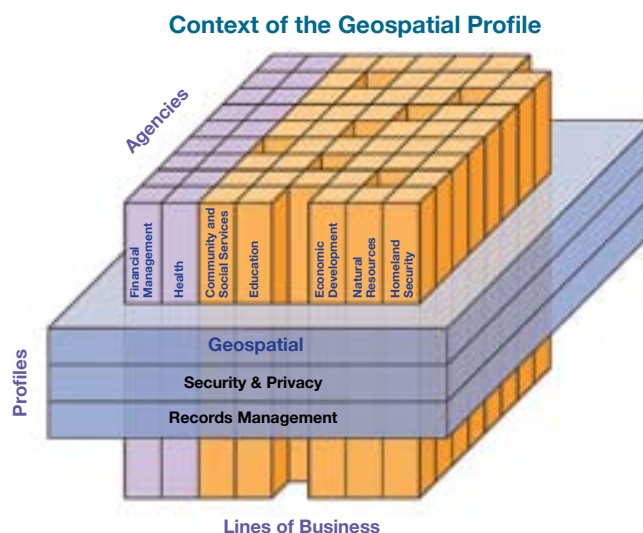 Context of the Geospatial Profile
Agencies
Financial
Management
Health
Community and
Social Services
Education
Economic
Development
Natural
Resources
Homeland
Security
Profiles
Geospatial
Security & Privacy
Records Management
Lines of Business